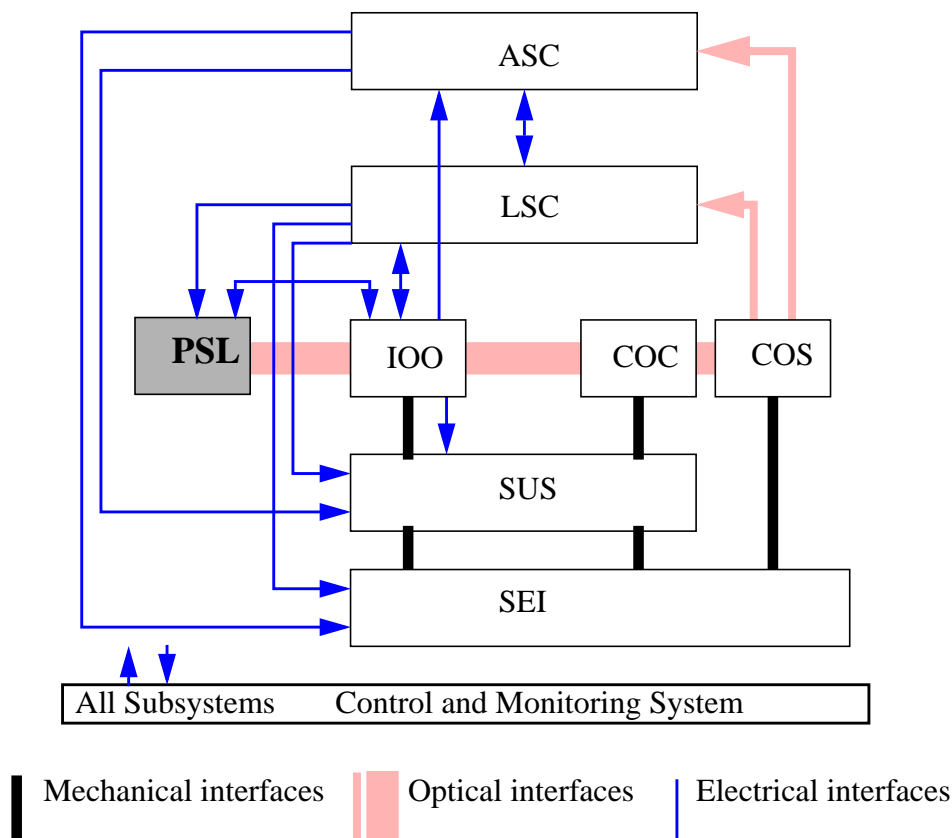 ASC
LSC
PSL
IOO
COC
COS
SUS
SEI
All Subsystems Control and Monitoring System
Mechanical interfaces Optical interfaces Electrical interfaces